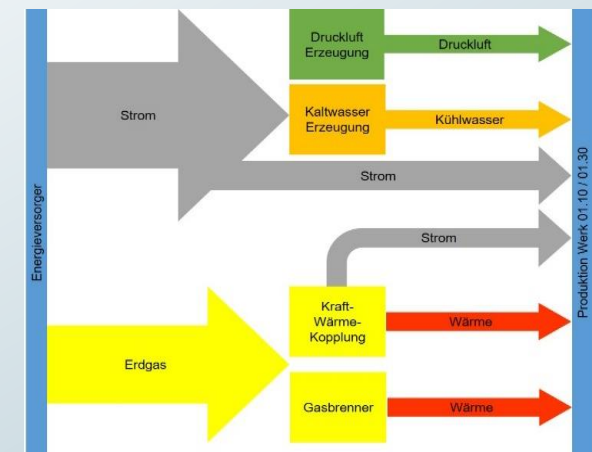 Energieversorger
Strom
Druckluft
Erzeugung
Druckluft
Kaltwasser
Erzeugung
Kühlwasser
Strom
Strom
Erdgas
Kraft-
Wärme-
Kopplung
Wärme
Gasbrenner
Wärme
Produktion Werk 01.10 / 01.30